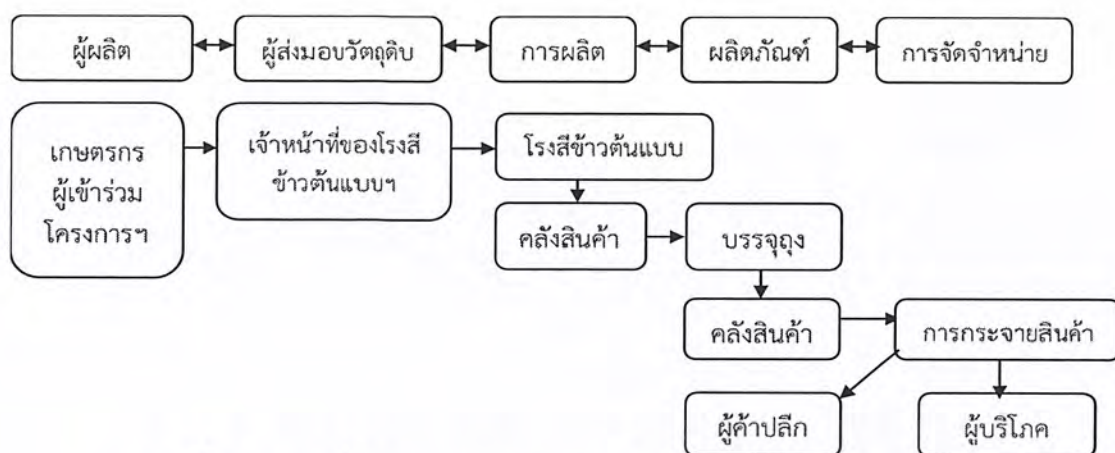 ผู้ผลิต
ผู้ส่งมอบวัตถุดิบ
การผลิต
ผลิตภัณฑ์
การจัดจำหน่าย
เกษตรกร
ผู้เข้าร่วม
โครงการฯ
เจ้าหน้าที่ของโรงสี
ข้าวต้นแบบฯ
โรงสีข้าวต้นแบบ
คลังสินค้า
บรรจุถุง
คลังสินค้า
การกระจายสินค้า
ผู้ค้าปลีก
ผู้บริโภค